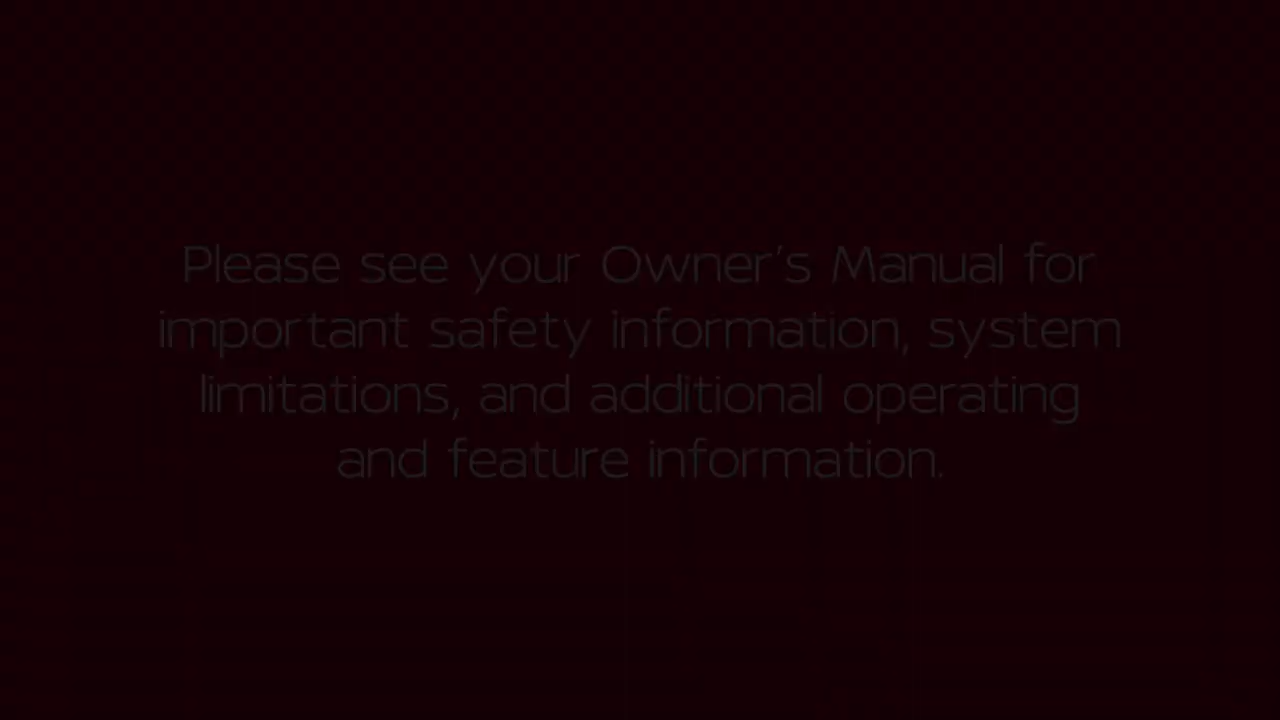 Please see your Owner’s Manual for
important safety information, system
limitations, and additional operating
and feature information.